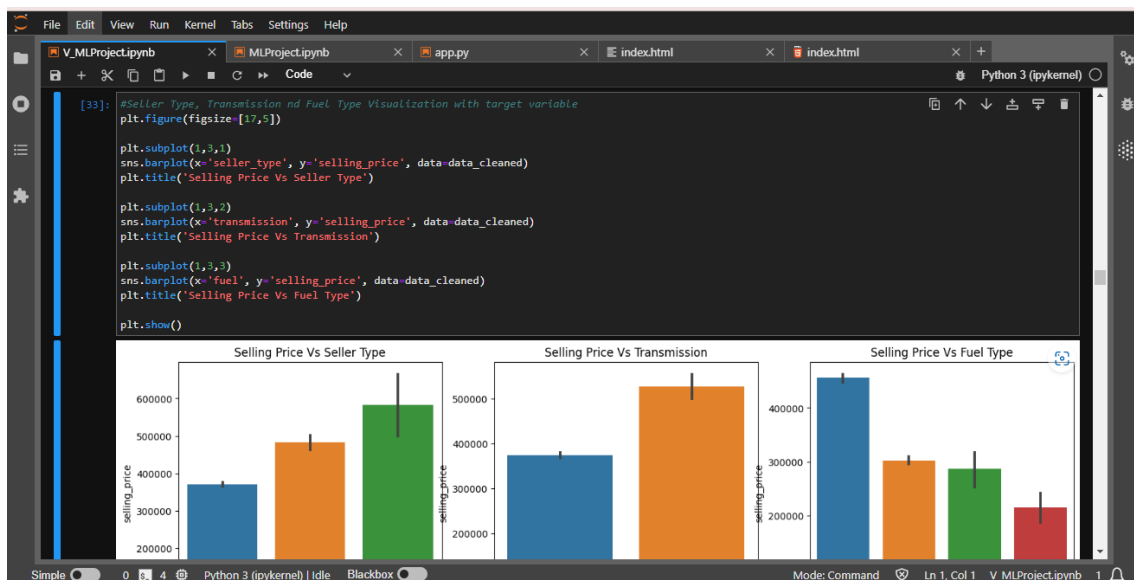 File Edit View Run Kernel Tabs Settings Help
V_MLProject.ipynb × MLProject.ipynb × app.py × index.html × index.html × +
Code Python 3 (ipykernel)
[33]: #Seller Type, Transmission nd Fuel Type Visualization with target variable
plt.figure(figsize=[17,5])
plt.subplot(1,3,1)
sns.barplot(x='seller_type', y='selling_price', data=data_cleaned)
plt.title('Selling Price Vs Seller Type')
plt.subplot(1,3,2)
sns.barplot(x='transmission', y='selling_price', data=data_cleaned)
plt.title('Selling Price Vs Transmission')
plt.subplot(1,3,3)
sns.barplot(x='fuel', y='selling_price', data=data_cleaned)
plt.title('Selling Price Vs Fuel Type')
plt.show()
Selling Price Vs Seller Type
600000
500000
400000
300000
200000
selling_price
Selling Price Vs Transmission
500000
400000
300000
200000
selling_price
Selling Price Vs Fuel Type
400000
300000
200000
selling_price
Simple 0 $_ 4 Python 3 (ipykernel) | Idle Blackbox Mode: Command Ln 1, Col 1 V_MLProject.ipynb 1